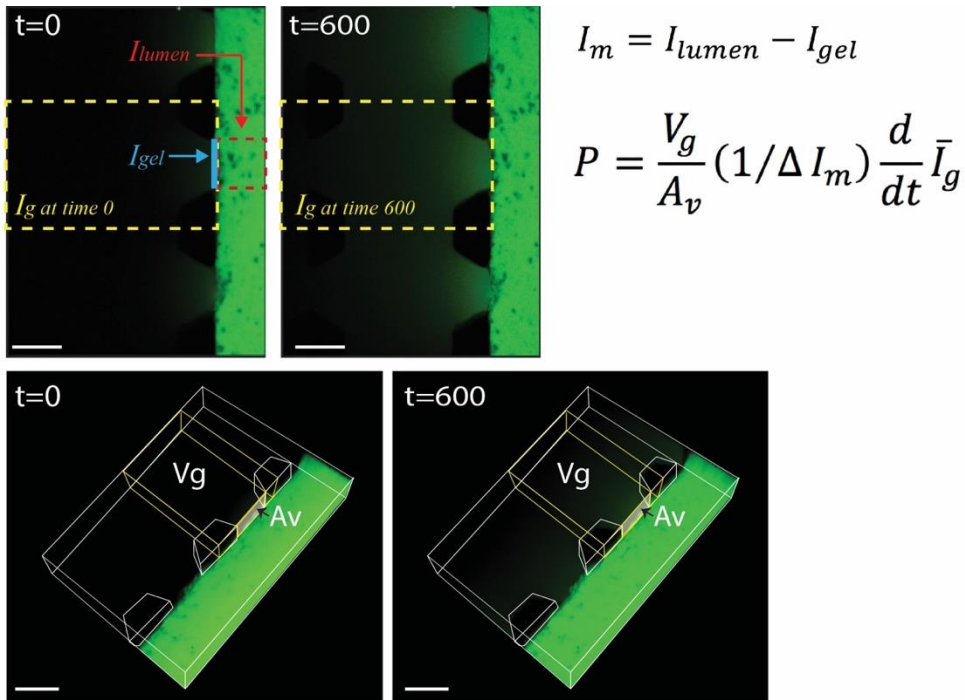 t=0
I_lumen
I_gel
I_g at time 0
t=600
I_g at time 600
I_m = I_lumen − I_gel
P = V_g/A_v (1/Δ I_m) d/dt Ī_g
t=0
Vg
Av
t=600
Vg
Av